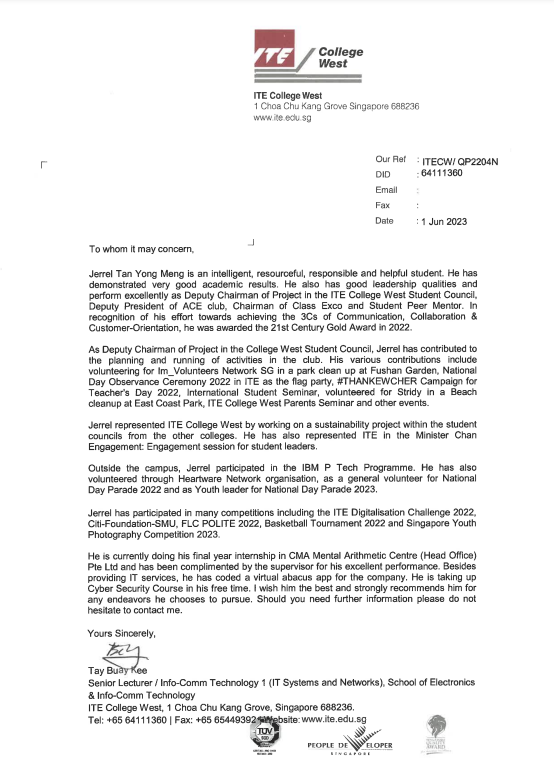 ITE
College
West
ITE College West
1 Choa Chu Kang Grove Singapore 688236
www.ite.edu.sg
Our Ref : ITECW/ QP2204N
DID : 64111360
Email :
Fax :
Date : 1 Jun 2023
To whom it may concern,
Jerrel Tan Yong Meng is an intelligent, resourceful, responsible and helpful student. He has
demonstrated very good academic results. He also has good leadership qualities and
perform excellently as Deputy Chairman of Project in the ITE College West Student Council,
Deputy President of ACE club, Chairman of Class Exco and Student Peer Mentor. In
recognition of his effort towards achieving the 3Cs of Communication, Collaboration &
Customer-Orientation, he was awarded the 21st Century Gold Award in 2022.
As Deputy Chairman of Project in the College West Student Council, Jerrel has contributed to
the planning and running of activities in the club. His various contributions include
volunteering for Im_Volunteers Network SG in a park clean up at Fushan Garden, National
Day Observance Ceremony 2022 in ITE as the flag party, #THANKEWCHER Campaign for
Teacher's Day 2022, International Student Seminar, volunteered for Stridy in a Beach
cleanup at East Coast Park, ITE College West Parents Seminar and other events.
Jerrel represented ITE College West by working on a sustainability project within the student
councils from the other colleges. He has also represented ITE in the Minister Chan
Engagement: Engagement session for student leaders.
Outside the campus, Jerrel participated in the IBM P Tech Programme. He has also
volunteered through Heartware Network organisation, as a general volunteer for National
Day Parade 2022 and as Youth leader for National Day Parade 2023.
Jerrel has participated in many competitions including the ITE Digitalisation Challenge 2022,
Citi-Foundation-SMU, FLC POLITE 2022, Basketball Tournament 2022 and Singapore Youth
Photography Competition 2023.
He is currently doing his final year internship in CMA Mental Arithmetic Centre (Head Office)
Pte Ltd and has been complimented by the supervisor for his excellent performance. Besides
providing IT services, he has coded a virtual abacus app for the company. He is taking up
Cyber Security Course in his free time. I wish him the best and strongly recommends him for
any endeavors he chooses to pursue. Should you need further information please do not
hesitate to contact me.
Yours Sincerely,
Tay Buay Kee
Senior Lecturer / Info-Comm Technology 1 (IT Systems and Networks), School of Electronics
& Info-Comm Technology
ITE College West, 1 Choa Chu Kang Grove, Singapore 688236.
Tel: +65 64111360 | Fax: +65 65449392 Website: www.ite.edu.sg
TÜV
PEOPLE DEVELOPER
SINGAPORE